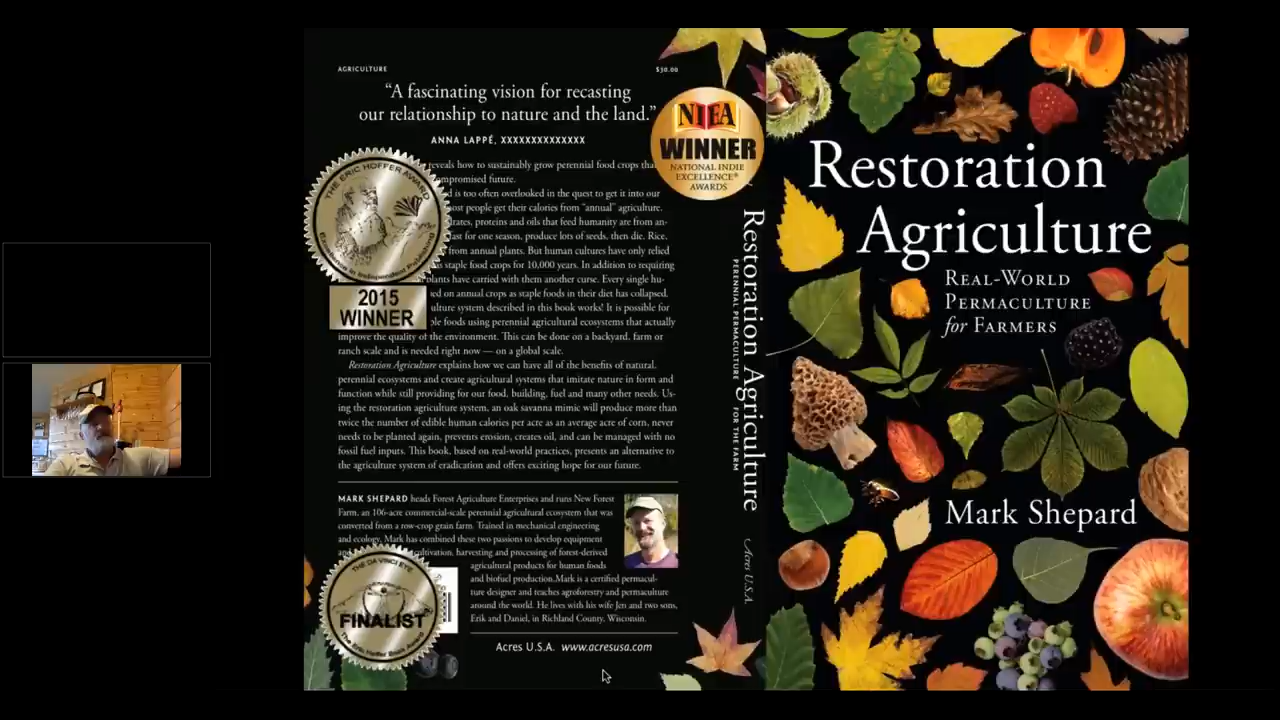 AGRICULTURE
$30.00
“A fascinating vision for recasting
our relationship to nature and the land.”
ANNA LAPPÉ, XXXXXXXXXXXXXX
reveals how to sustainably grow perennial food crops
future.
is too often overlooked in the quest to get it into our
people get their calories from “annual” agriculture.
proteins and oils that feed humanity are from an-
for one season, produce lots of seeds, then die. Rice,
from annual plants. But human cultures have only relied
staple food crops for 10,000 years. In addition to requiring
plants have carried with them another curse. Every single hu-
on annual crops as staple foods in their diet has collapsed.
system described in this book works! It is possible for
foods using perennial agricultural ecosystems that actually
improve the quality of the environment. This can be done on a backyard, farm or
ranch scale and is needed right now — on a global scale.
Restoration Agriculture explains how we can have all of the benefits of natural,
perennial ecosystems and create agricultural systems that imitate nature in form and
function while still providing for our food, building, fuel and many other needs. Us-
ing the restoration agriculture system, an oak savanna mimic will produce more than
twice the number of edible human calories per acre as an average acre of corn, never
needs to be planted again, prevents erosion, creates oil, and can be managed with no
fossil fuel inputs. This book, based on real-world practices, presents an alternative to
the agriculture system of eradication and offers exciting hope for our future.
MARK SHEPARD heads Forest Agriculture Enterprises and runs New Forest
Farm, an 106-acre commercial-scale perennial agricultural ecosystem that was
converted from a row-crop grain farm. Trained in mechanical engineering
and ecology, Mark has combined these two passions to develop equipment
cultivation, harvesting and processing of forest-derived
agricultural products for human foods
and biofuel production.Mark is a certified permacul-
ture designer and teaches agroforestry and permaculture
around the world. He lives with his wife Jen and two sons,
Erik and Daniel, in Richland County, Wisconsin.
Acres U.S.A. www.acresusa.com
THE ERIC HOFFER AWARD
Excellence in Independent Publishing
2015
WINNER
THE DA VINCI EYE
FINALIST
The Eric Hoffer Book Award
NIEA
WINNER
NATIONAL INDIE
EXCELLENCE®
AWARDS
Restoration Agriculture
PERENNIAL PERMACULTURE FOR THE FARM
Acres U.S.A.
Restoration
Agriculture
REAL-WORLD
PERMACULTURE
for FARMERS
Mark Shepard